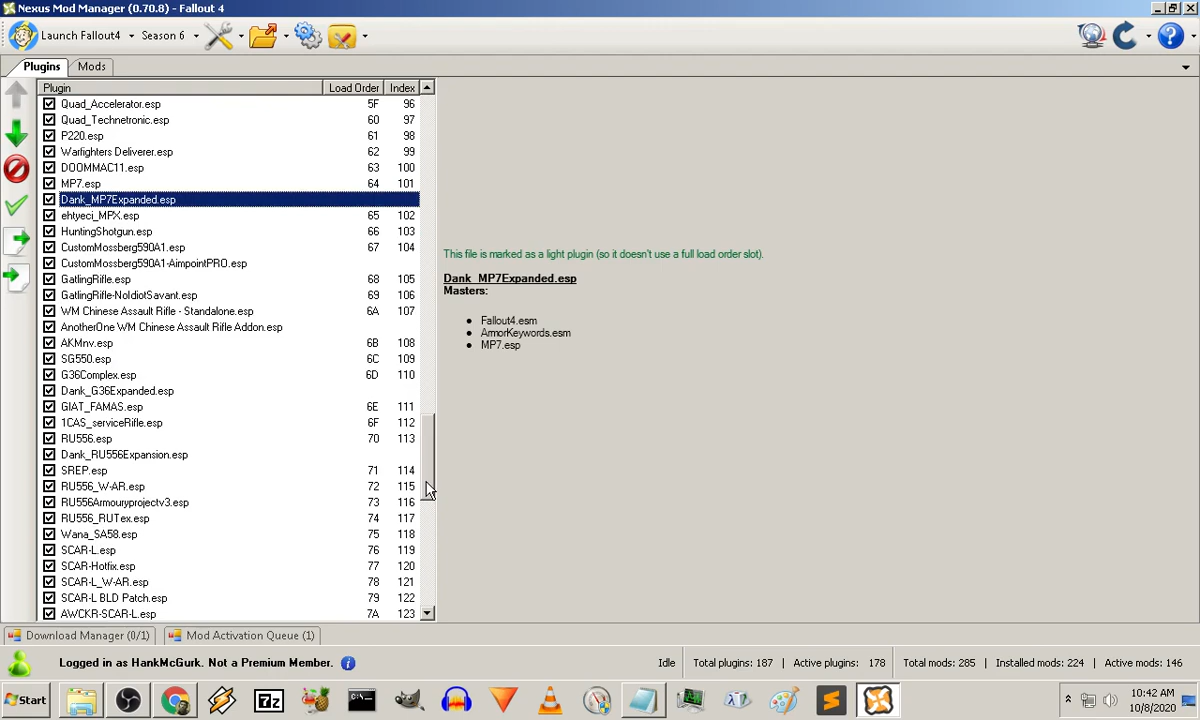 Nexus Mod Manager (0.70.8) - Fallout 4
Launch Fallout4
Season 6
Plugins
Mods
Plugin Load Order Index
Quad_Accelerator.esp 5F 96
Quad_Technetronic.esp 60 97
P220.esp 61 98
Warfighters Deliverer.esp 62 99
DOOMMAC11.esp 63 100
MP7.esp 64 101
Dank_MP7Expanded.esp
ehtyeci_MPX.esp 65 102
HuntingShotgun.esp 66 103
CustomMossberg590A1.esp 67 104
CustomMossberg590A1-AimpointPRO.esp
GatlingRifle.esp 68 105
GatlingRifle-NoIdiotSavant.esp 69 106
WM Chinese Assault Rifle - Standalone.esp 6A 107
AnotherOne WM Chinese Assault Rifle Addon.esp
AKMnv.esp 6B 108
SG550.esp 6C 109
G36Complex.esp 6D 110
Dank_G36Expanded.esp
GIAT_FAMAS.esp 6E 111
1CAS_serviceRifle.esp 6F 112
RU556.esp 70 113
Dank_RU556Expansion.esp
SREP.esp 71 114
RU556_W-AR.esp 72 115
RU556Armouryprojectv3.esp 73 116
RU556_RUTex.esp 74 117
Wana_SA58.esp 75 118
SCAR-L.esp 76 119
SCAR-Hotfix.esp 77 120
SCAR-L_W-AR.esp 78 121
SCAR-L BLD Patch.esp 79 122
AWCKR-SCAR-L.esp 7A 123
This file is marked as a light plugin (so it doesn't use a full load order slot).
Dank_MP7Expanded.esp
Masters:
Fallout4.esm
ArmorKeywords.esm
MP7.esp
Download Manager (0/1)
Mod Activation Queue (1)
Logged in as HankMcGurk. Not a Premium Member.
Idle
Total plugins: 187 | Active plugins: 178
Total mods: 285 | Installed mods: 224 | Active mods: 146
Start
7z
10:42 AM
10/8/2020